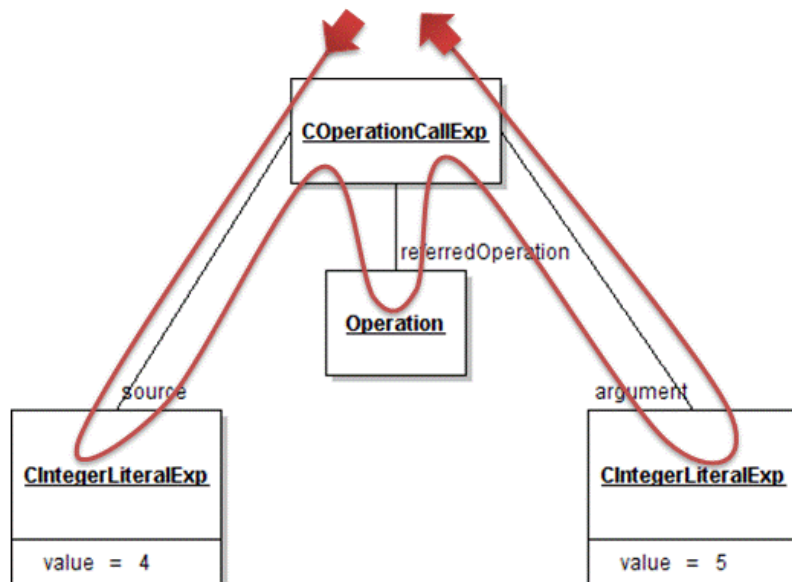 COperationCallExp
referredOperation
Operation
source
argument
CIntegerLiteralExp
value = 4
CIntegerLiteralExp
value = 5